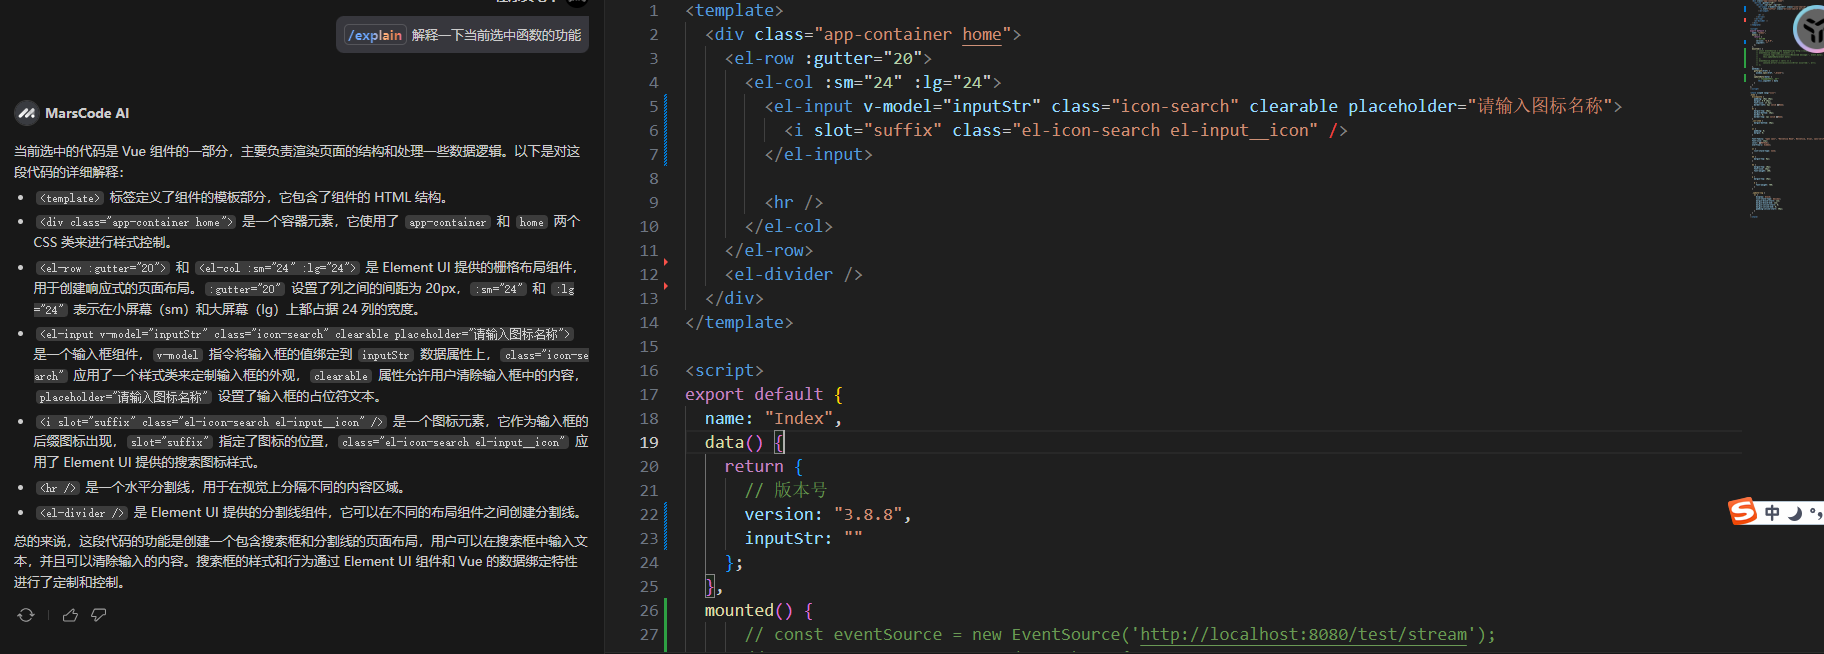 /explain 解释一下当前选中函数的功能
MarsCode AI
当前选中的代码是 Vue 组件的一部分，主要负责渲染页面的结构和处理一些数据逻辑。以下是对这
段代码的详细解释：
<template> 标签定义了组件的模板部分，它包含了组件的 HTML 结构。
<div class="app-container home"> 是一个容器元素，它使用了 app-container 和 home 两个
CSS 类来进行样式控制。
<el-row :gutter="20"> 和 <el-col :sm="24" :lg="24"> 是 Element UI 提供的栅格布局组件，
用于创建响应式的页面布局。 :gutter="20" 设置了列之间的间距为 20px， :sm="24" 和 :lg
="24" 表示在小屏幕（sm）和大屏幕（lg）上都占据 24 列的宽度。
<el-input v-model="inputStr" class="icon-search" clearable placeholder="请输入图标名称">
是一个输入框组件， v-model 指令将输入框的值绑定到 inputStr 数据属性上， class="icon-se
arch" 应用了一个样式类来定制输入框的外观， clearable 属性允许用户清除输入框中的内容，
placeholder="请输入图标名称" 设置了输入框的占位符文本。
<i slot="suffix" class="el-icon-search el-input__icon" /> 是一个图标元素，它作为输入框的
后缀图标出现， slot="suffix" 指定了图标的位置， class="el-icon-search el-input__icon" 应
用了 Element UI 提供的搜索图标样式。
<hr /> 是一个水平分割线，用于在视觉上分隔不同的内容区域。
<el-divider /> 是 Element UI 提供的分割线组件，它可以在不同的布局组件之间创建分割线。
总的来说，这段代码的功能是创建一个包含搜索框和分割线的页面布局，用户可以在搜索框中输入文
本，并且可以清除输入的内容。搜索框的样式和行为通过 Element UI 组件和 Vue 的数据绑定特性
进行了定制和控制。
1 <template>
2 <div class="app-container home">
3 <el-row :gutter="20">
4 <el-col :sm="24" :lg="24">
5 <el-input v-model="inputStr" class="icon-search" clearable placeholder="请输入图标名称">
6 <i slot="suffix" class="el-icon-search el-input__icon" />
7 </el-input>
8
9 <hr />
10 </el-col>
11 </el-row>
12 <el-divider />
13 </div>
14 </template>
15
16 <script>
17 export default {
18 name: "Index",
19 data() {
20 return {
21 // 版本号
22 version: "3.8.8",
23 inputStr: ""
24 };
25 },
26 mounted() {
27 // const eventSource = new EventSource('http://localhost:8080/test/stream');
中